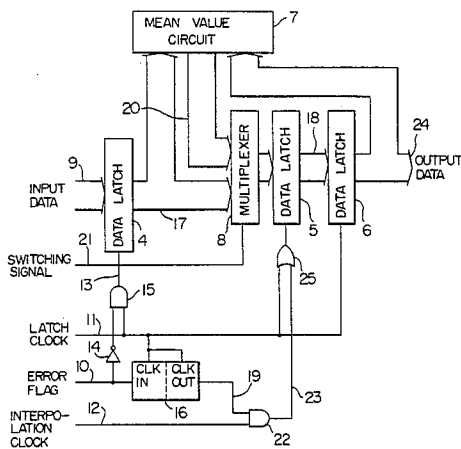 MEAN VALUE
CIRCUIT
7
20
18
24
9
INPUT
DATA
DATA LATCH
4
17
MULTIPLEXER
8
DATA LATCH
5
DATA LATCH
6
OUTPUT
DATA
21
SWITCHING
SIGNAL
13
15
25
11
LATCH
CLOCK
14
10
ERROR
FLAG
CLK
IN
CLK
OUT
16
19
23
12
INTERPO-
LATION
CLOCK
22